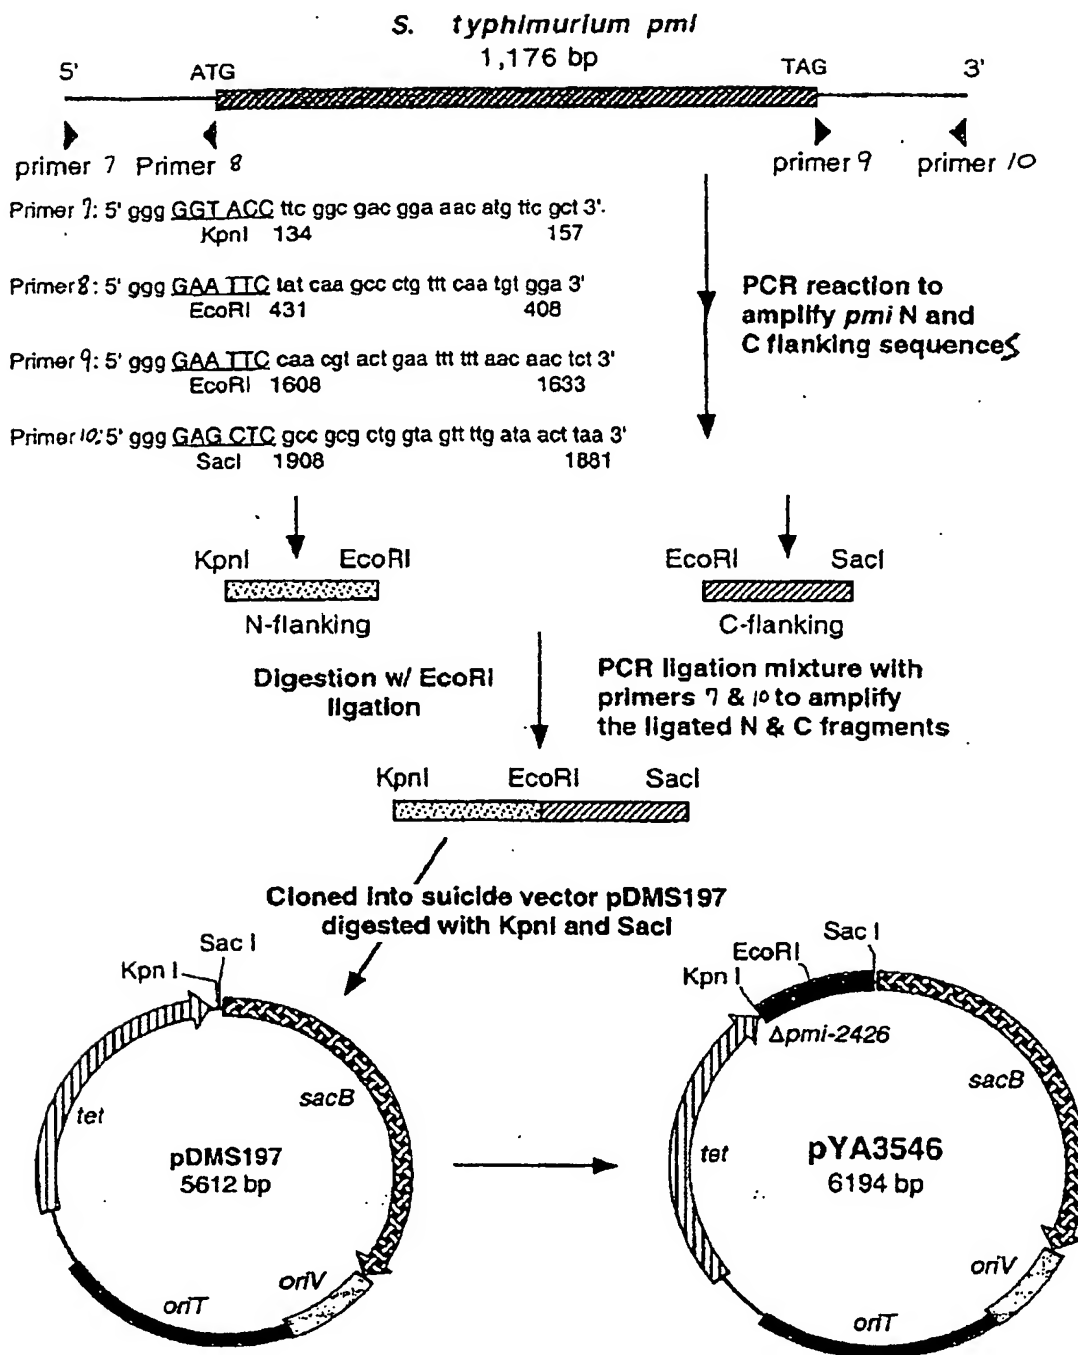 S. typhimurium pmi
1,176 bp
5' ATG TAG 3'
primer 7 Primer 8 primer 9 primer 10
Primer 7: 5' ggg GGT ACC ttc ggc gac gga aac atg ttc gct 3'.
KpnI 134 157
Primer 8: 5' ggg GAA TTC tat caa gcc ctg ttt caa tgt gga 3'
EcoRI 431 408
Primer 9: 5' ggg GAA TTC caa cgt act gaa ttt ttt aac aac tct 3'
EcoRI 1608 1633
Primer 10: 5' ggg GAG CTC gcc gcg ctg gta gtt ttg ata act taa 3'
SacI 1908 1881
PCR reaction to
amplify pmi N and
C flanking sequences
KpnI EcoRI
N-flanking
EcoRI SacI
C-flanking
Digestion w/ EcoRI
ligation
PCR ligation mixture with
primers 7 & 10 to amplify
the ligated N & C fragments
KpnI EcoRI SacI
Cloned into suicide vector pDMS197
digested with KpnI and SacI
Kpn I Sac I
tet
sacB
pDMS197
5612 bp
oriV
oriT
Kpn I EcoRI Sac I
Δpmi-2426
sacB
tet
pYA3546
6194 bp
oriV
oriT